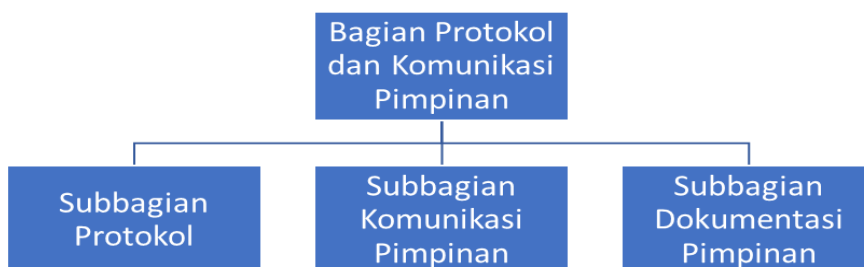 Bagian Protokol
dan Komunikasi
Pimpinan
Subbagian
Protokol
Subbagian
Komunikasi
Pimpinan
Subbagian
Dokumentasi
Pimpinan